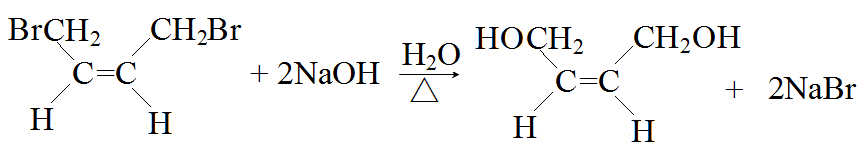 BrCH₂ CH₂Br C=C H H + 2NaOH H₂O △ HOCH₂ CH₂OH C=C H H + 2NaBr